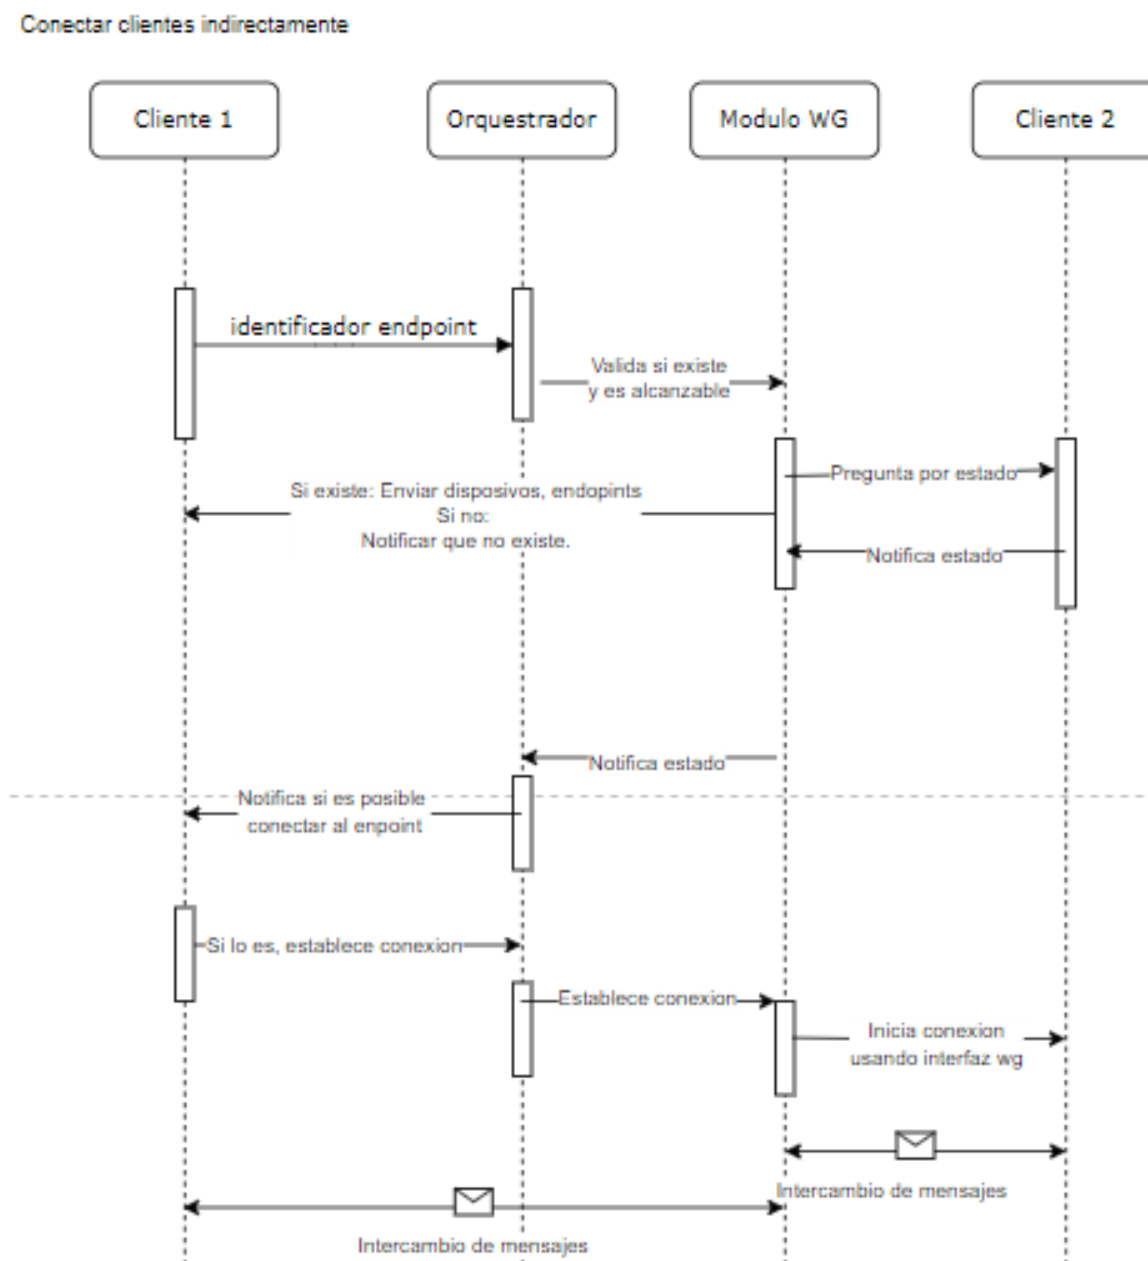 Conectar clientes indirectamente
Cliente 1
Orquestrador
Modulo WG
Cliente 2
identificador endpoint
Valida si existe
y es alcanzable
Pregunta por estado
Si existe: Enviar disposivos, endopints
Si no:
Notificar que no existe.
Notifica estado
Notifica estado
Notifica si es posible
conectar al enpoint
Si lo es, establece conexion
Establece conexion
Inicia conexion
usando interfaz wg
Intercambio de mensajes
Intercambio de mensajes